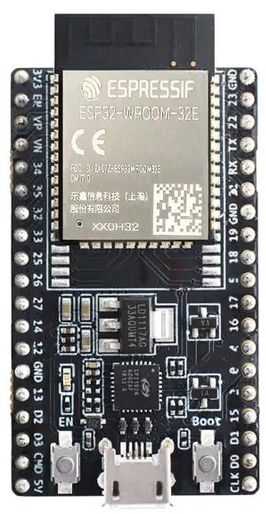 ESPRESSIF
ESP32-WROOM-32E
乐鑫信息科技 (上海)
股份有限公司
XX0H32
3V3
EN
VP
VN
34
35
32
33
25
26
27
14
12
GND
13
D2
D3
CMD
5V
GND
23
22
TX
RX
21
GND
19
18
5
17
16
4
0
2
15
D1
D0
CLK
LD1117AG
EN
Boot